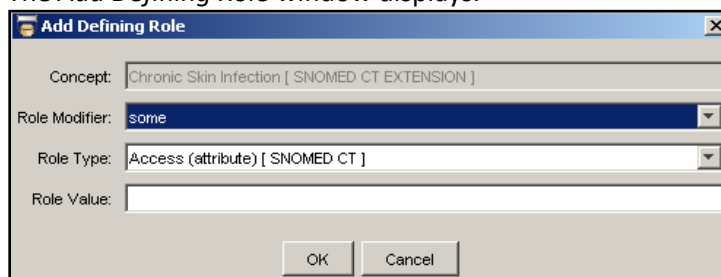 The Add Defining Role window displays.
Add Defining Role
Concept: Chronic Skin Infection [ SNOMED CT EXTENSION ]
Role Modifier: some
Role Type: Access (attribute) [ SNOMED CT ]
Role Value:
OK Cancel